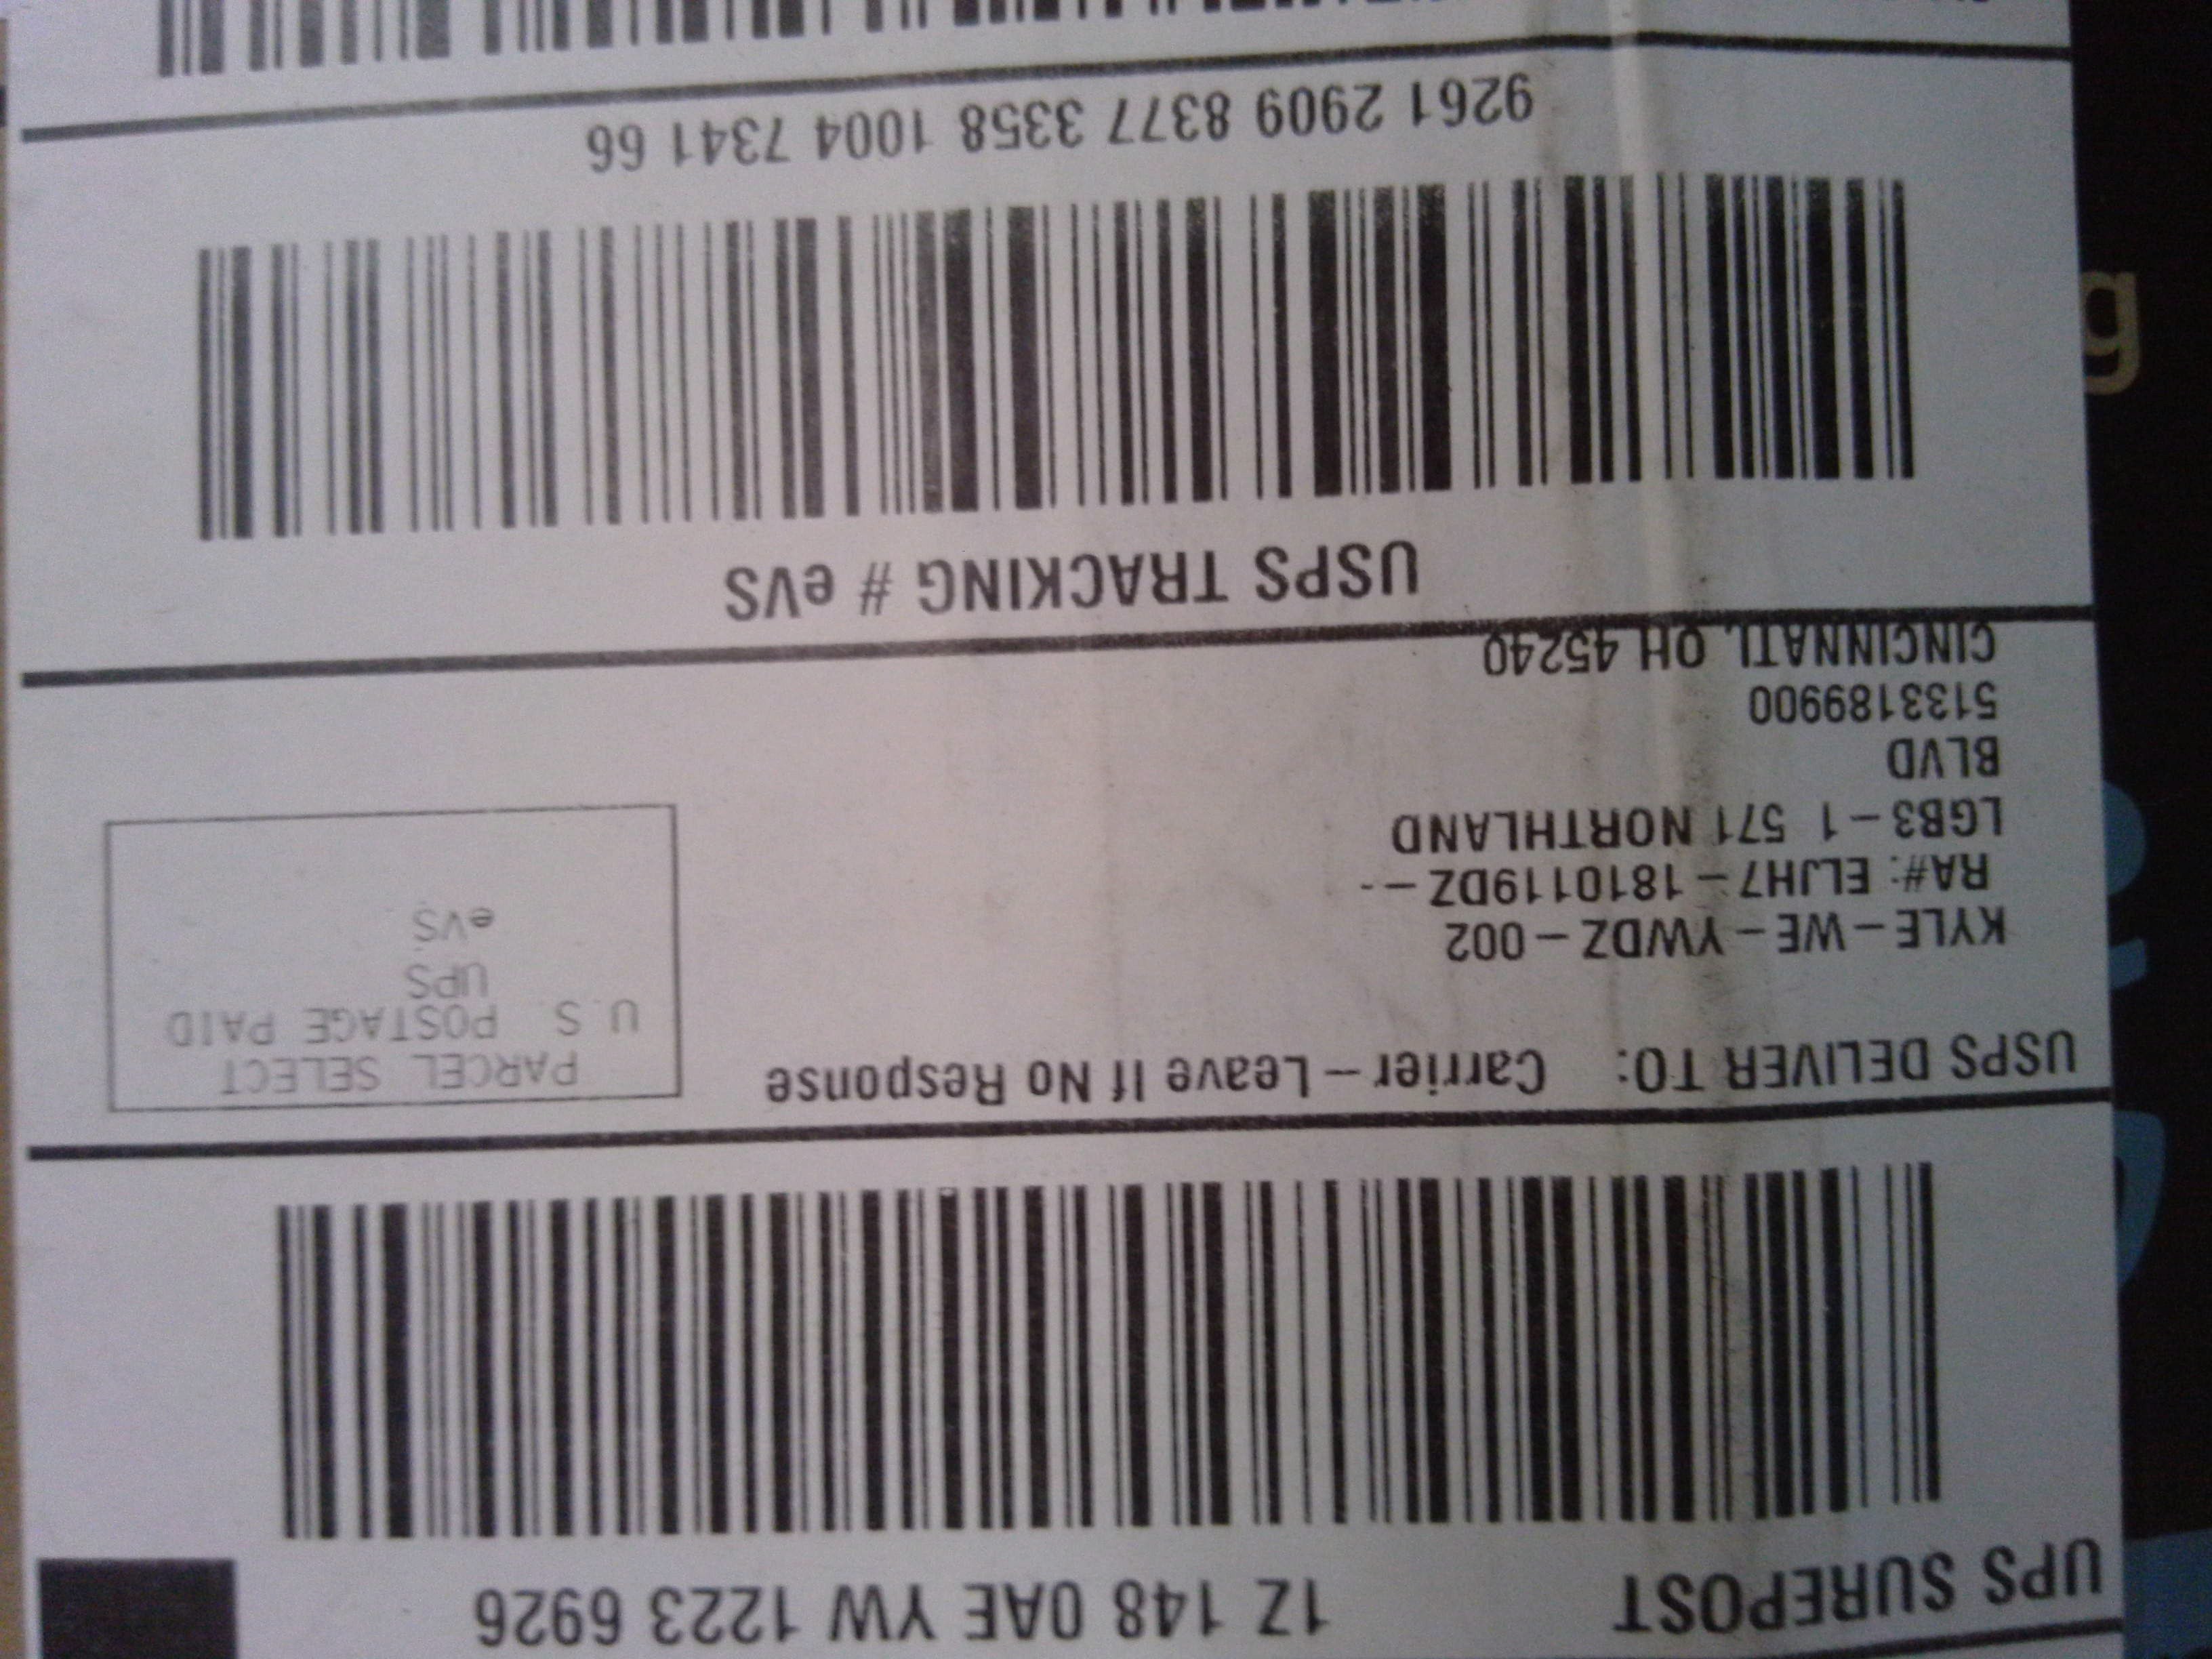 UPS SUREPOST 1Z 148 0AE YW 1223 6926
USPS DELIVER TO: Carrier – Leave If No Response
KYLE – WE – YWDZ – 002
RA#: ELJH7 – 1810119DZ – -
LGB3 – 1 571 NORTHLAND
BLVD
5133189900
CINCINNATI, OH 45240
PARCEL SELECT
U.S. POSTAGE PAID
UPS
eVS
USPS TRACKING # eVS
9261 2909 8377 3358 1004 7341 66
g